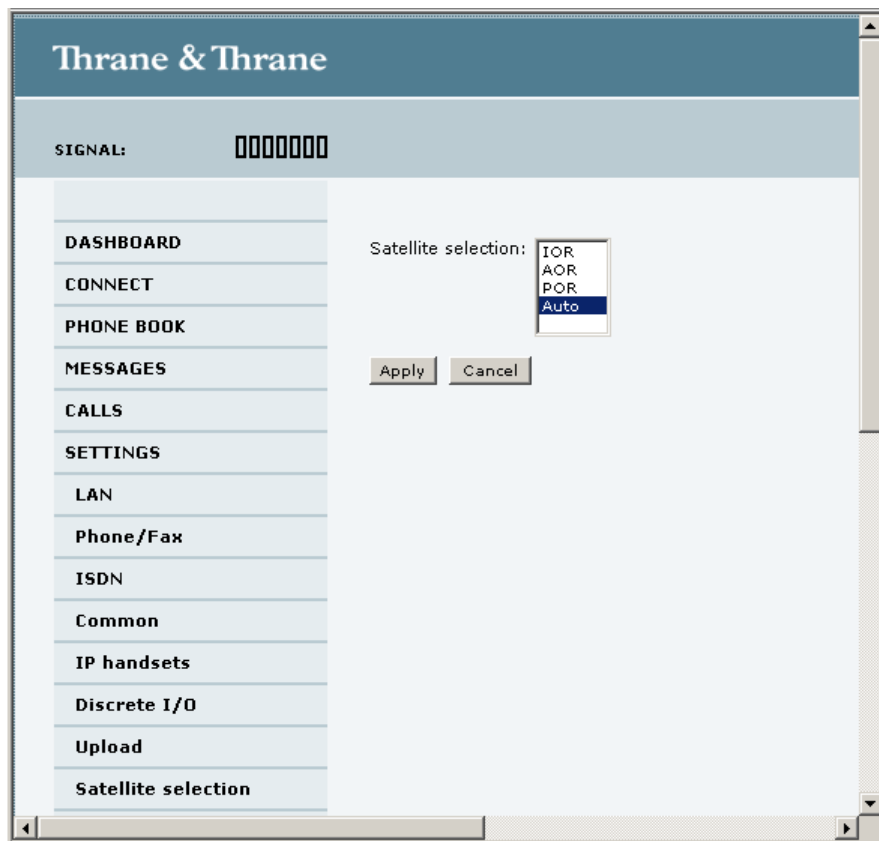 Thrane & Thrane
SIGNAL:
DASHBOARD
CONNECT
PHONE BOOK
MESSAGES
CALLS
SETTINGS
LAN
Phone/Fax
ISDN
Common
IP handsets
Discrete I/O
Upload
Satellite selection
Satellite selection:
IOR
AOR
POR
Auto
Apply Cancel